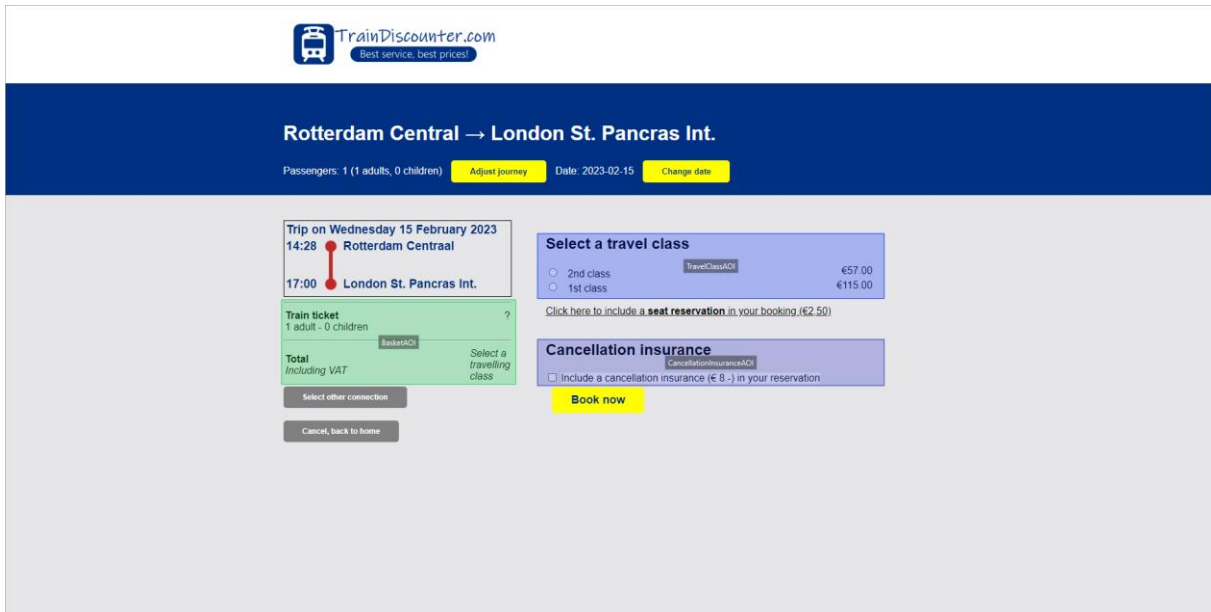 TrainDiscounter.com
Best service, best prices!
Rotterdam Central → London St. Pancras Int.
Passengers: 1 (1 adults, 0 children) Adjust journey Date: 2023-02-15 Change date
Trip on Wednesday 15 February 2023
14:28 Rotterdam Centraal
17:00 London St. Pancras Int.
Train ticket ?
1 adult - 0 children
BasketAOI
Total
Including VAT
Select a
travelling
class
Select other connection
Cancel, back to home
Select a travel class
TravelClassAOI
2nd class €57.00
1st class €115.00
Click here to include a seat reservation in your booking (€2,50)
Cancellation insurance
CancellationInsuranceAOI
Include a cancellation insurance (€ 8.-) in your reservation
Book now